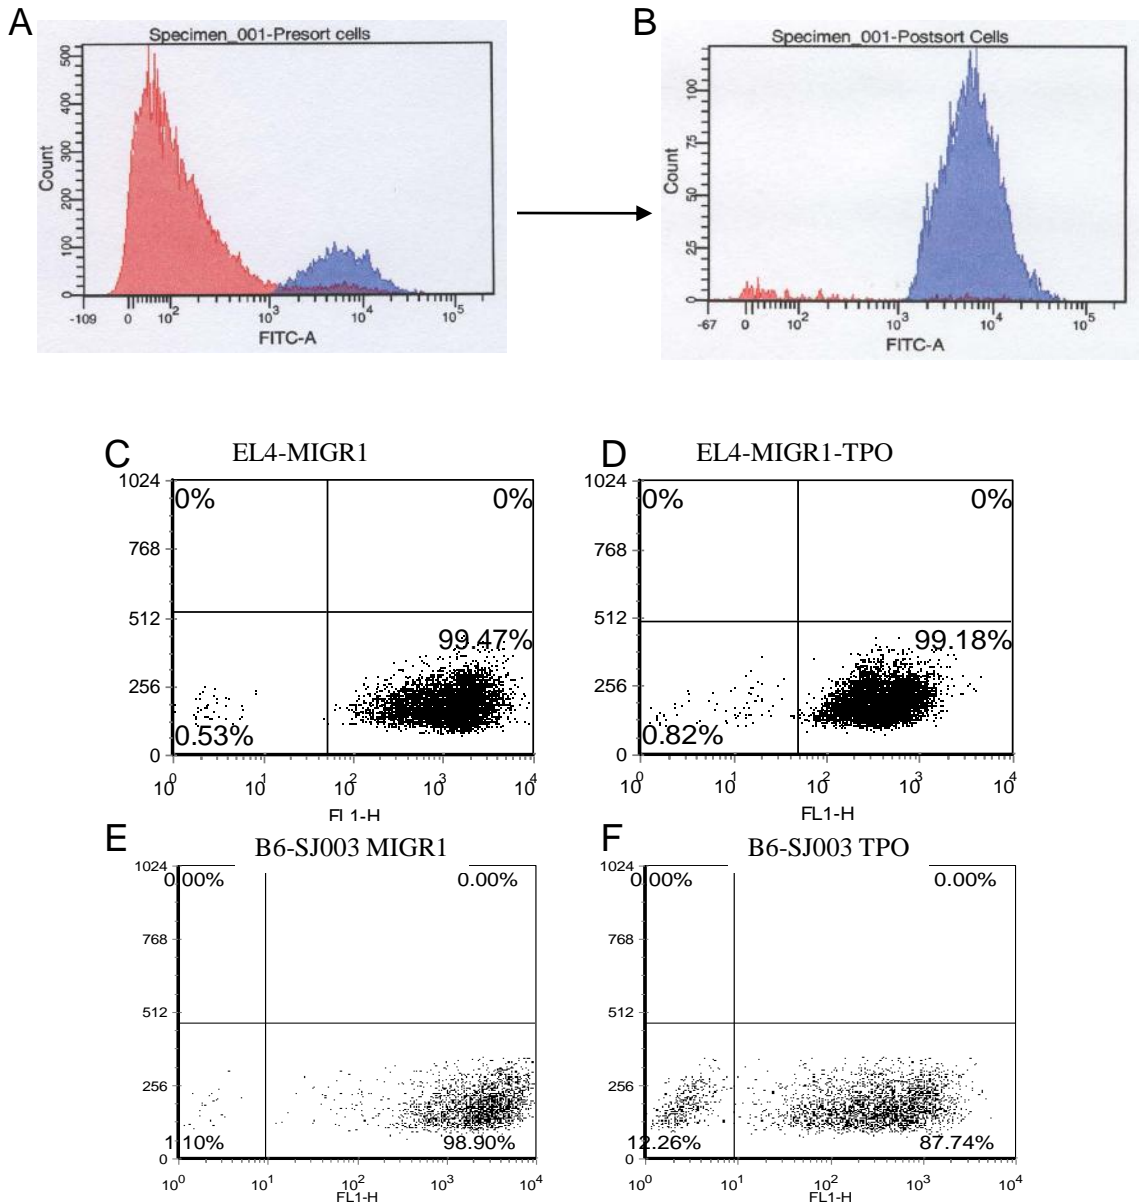 A
Specimen_001-Presort cells
Count
0 100 200 300 400 500
-109 0 10² 10³ 10⁴ 10⁵
FITC-A
B
Specimen_001-Postsort Cells
Count
0 25 50 75 100
-67 0 10² 10³ 10⁴ 10⁵
FITC-A
C
EL4-MIGR1
1024
768
512
256
0
0% 0%
99.47%
0.53%
10⁰ 10¹ 10² 10³ 10⁴
FL1-H
D
EL4-MIGR1-TPO
1024
768
512
256
0
0% 0%
99.18%
0.82%
10⁰ 10¹ 10² 10³ 10⁴
FL1-H
E
B6-SJ003 MIGR1
1024
768
512
256
0
0.00% 0.00%
1.10% 98.90%
10⁰ 10¹ 10² 10³ 10⁴
FL1-H
F
B6-SJ003 TPO
1024
768
512
256
0
0.00% 0.00%
12.26% 87.74%
10⁰ 10¹ 10² 10³ 10⁴
FL1-H